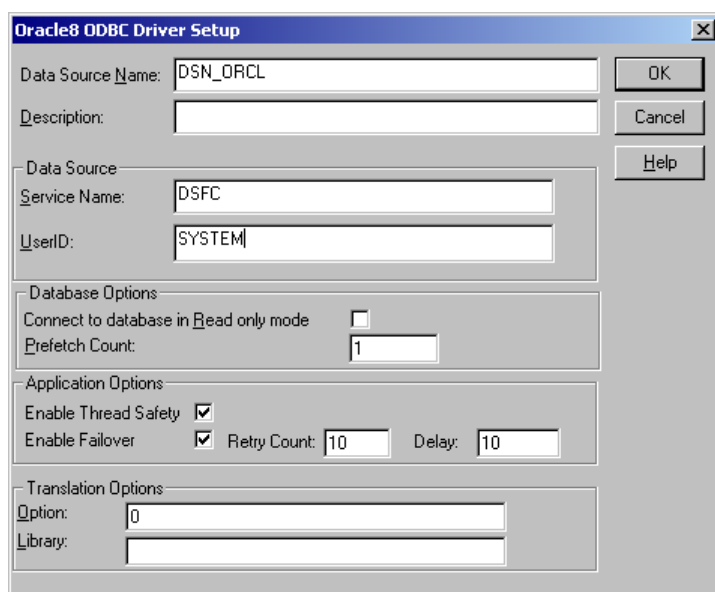 Oracle8 ODBC Driver Setup
Data Source Name: DSN_ORCL OK
Description: Cancel
Help
Data Source
Service Name: DSFC
UserID: SYSTEM
Database Options
Connect to database in Read only mode
Prefetch Count: 1
Application Options
Enable Thread Safety
Enable Failover Retry Count: 10 Delay: 10
Translation Options
Option: 0
Library: